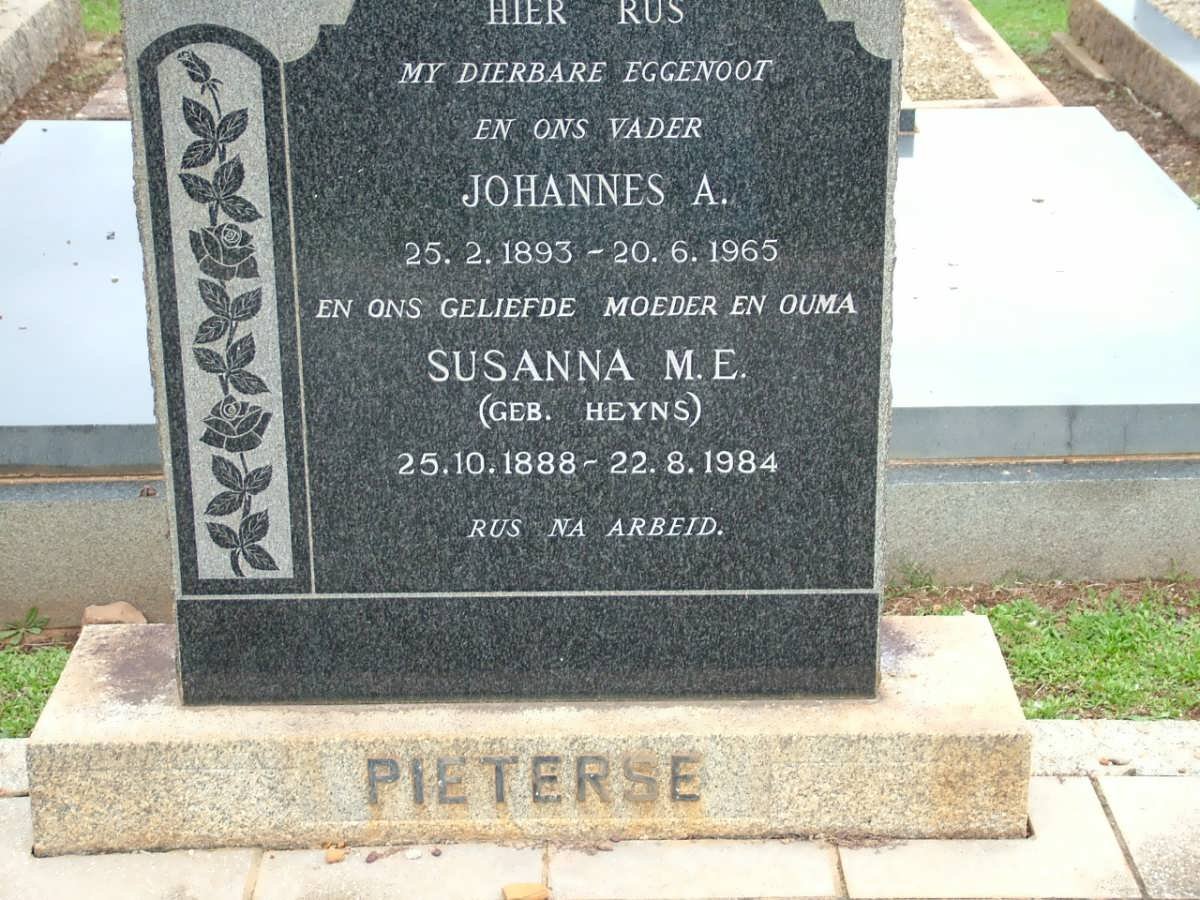 HIER RUS
MY DIERBARE EGGENOOT
EN ONS VADER
JOHANNES A.
25. 2. 1893 - 20. 6. 1965
EN ONS GELIEFDE MOEDER EN OUMA
SUSANNA M. E.
(GEB. HEYNS)
25. 10. 1888 - 22. 8. 1984
RUS NA ARBEID.
PIETERSE